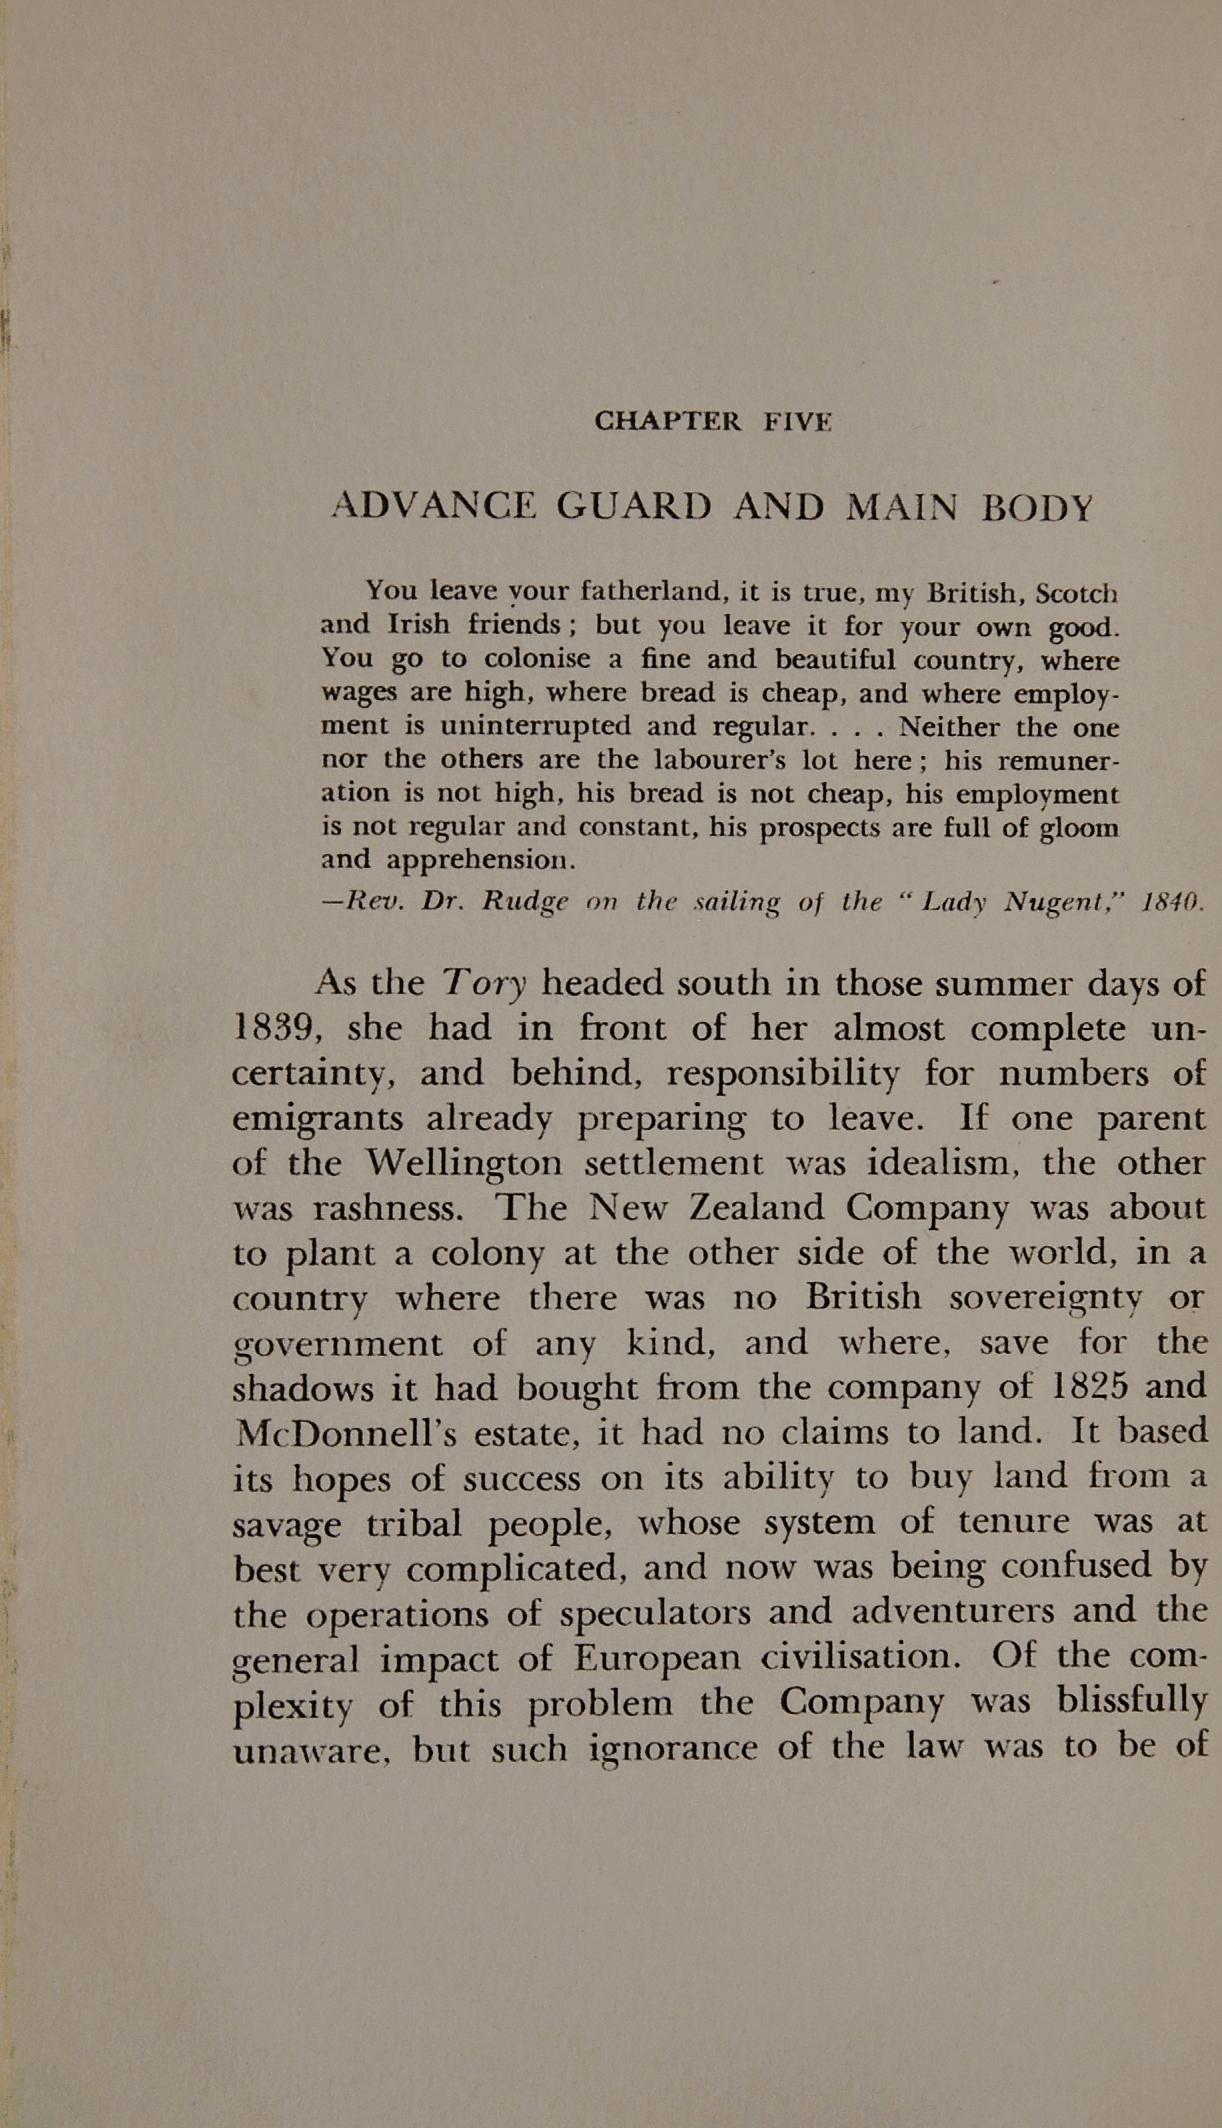 CHAPTER FIVE
ADVANCE GUARD AND MAIN BODY
You leave your fatherland, it is true, my British, Scotch
and Irish friends ; but you leave it for your own good.
You go to colonise a fine and beautiful country, where
wages are high, where bread is cheap, and where employ-
ment is uninterrupted and regular. . . . Neither the one
nor the others are the labourer's lot here ; his remuner-
ation is not high, his bread is not cheap, his employment
is not regular and constant, his prospects are full of gloom
and apprehension.
—Rev. Dr. Rudge on the sailing of the “ Lady Nugent,” 1840.
As the Tory headed south in those summer days of
1839, she had in front of her almost complete un-
certainty, and behind, responsibility for numbers of
emigrants already preparing to leave. If one parent
of the Wellington settlement was idealism, the other
was rashness. The New Zealand Company was about
to plant a colony at the other side of the world, in a
country where there was no British sovereignty or
government of any kind, and where, save for the
shadows it had bought from the company of 1825 and
McDonnell's estate, it had no claims to land. It based
its hopes of success on its ability to buy land from a
savage tribal people, whose system of tenure was at
best very complicated, and now was being confused by
the operations of speculators and adventurers and the
general impact of European civilisation. Of the com-
plexity of this problem the Company was blissfully
unaware, but such ignorance of the law was to be of